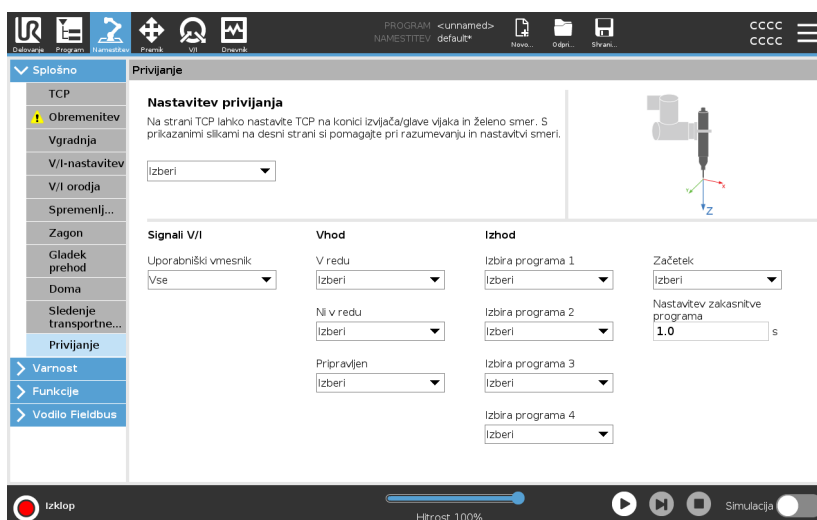 UR
PROGRAM <unnamed>
NAMESTITEV default*
CCCC
CCCC
Delovanje Program Namestitev Premik V/I Dnevnik Novo... Odpri... Shrani...
Splošno
Privijanje
TCP
Obremenitev
Vgradnja
V/I-nastavitev
V/I orodja
Spremenlj...
Zagon
Gladek
prehod
Doma
Sledenje
transportne...
Privijanje
Varnost
Funkcije
Vodilo Fieldbus
Nastavitev privijanja
Na strani TCP lahko nastavite TCP na konici izvijača/glave vijaka in želeno smer. S
prikazanimi slikami na desni strani si pomagajte pri razumevanju in nastavitvi smeri.
Izberi
Y X
Z
Signali V/I Vhod Izhod
Uporabniški vmesnik V redu Izbira programa 1 Začetek
Vse Izberi Izberi Izberi
Ni v redu Izbira programa 2 Nastavitev zakasnitve
programa
Izberi Izberi 1.0 s
Pripravljen Izbira programa 3
Izberi Izberi
Izbira programa 4
Izberi
Izklop
Hitrost 100%
Simulacija